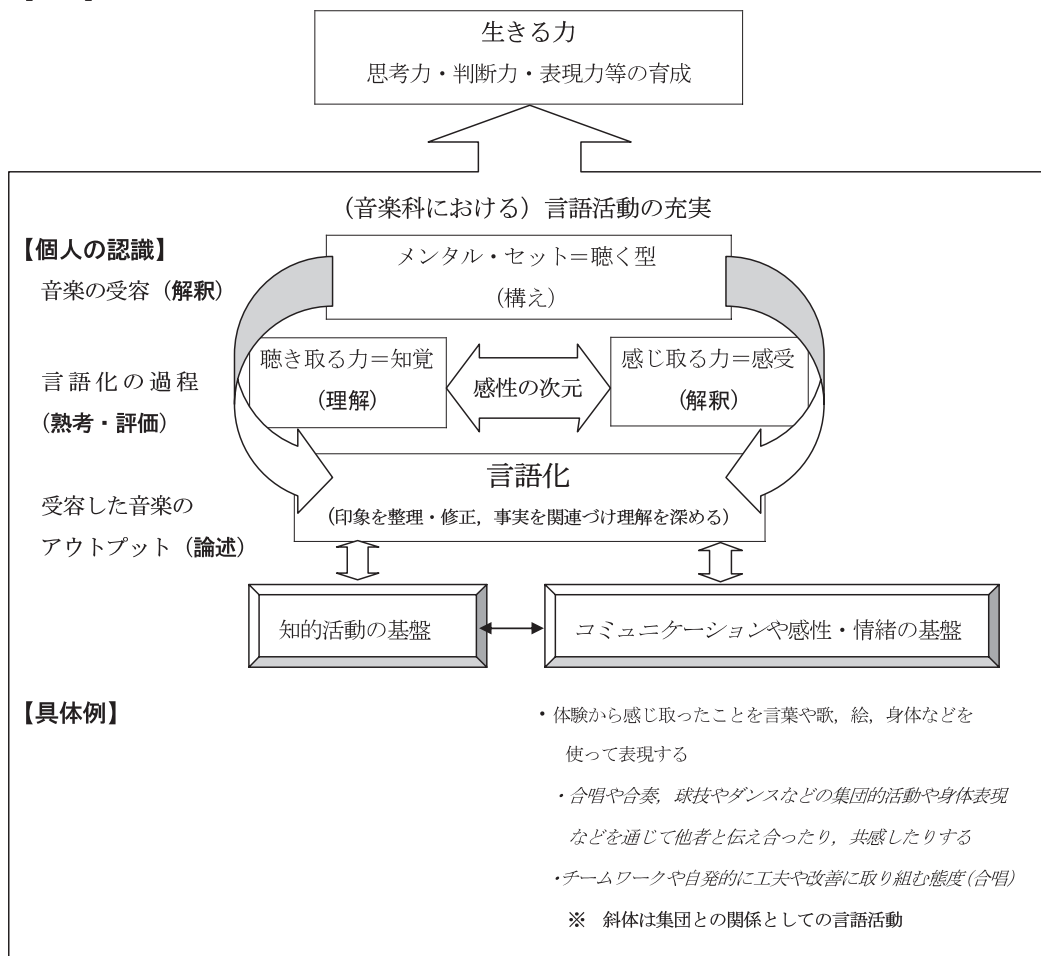 生きる力
思考力・判断力・表現力等の育成
(音楽科における) 言語活動の充実
【個人の認識】
メンタル・セット=聴く型
(構え)
音楽の受容 (解釈)
聴き取る力=知覚
(理解)
感性の次元
感じ取る力=感受
(解釈)
言語化の過程
(熟考・評価)
言語化
(印象を整理・修正, 事実を関連づけ理解を深める)
受容した音楽の
アウトプット (論述)
知的活動の基盤
コミュニケーションや感性・情緒の基盤
【具体例】
・体験から感じ取ったことを言葉や歌, 絵, 身体などを
使って表現する
・合唱や合奏, 球技やダンスなどの集団的活動や身体表現
などを通じて他者と伝え合ったり, 共感したりする
・チームワークや自発的に工夫や改善に取り組む態度(合唱)
※ 斜体は集団との関係としての言語活動